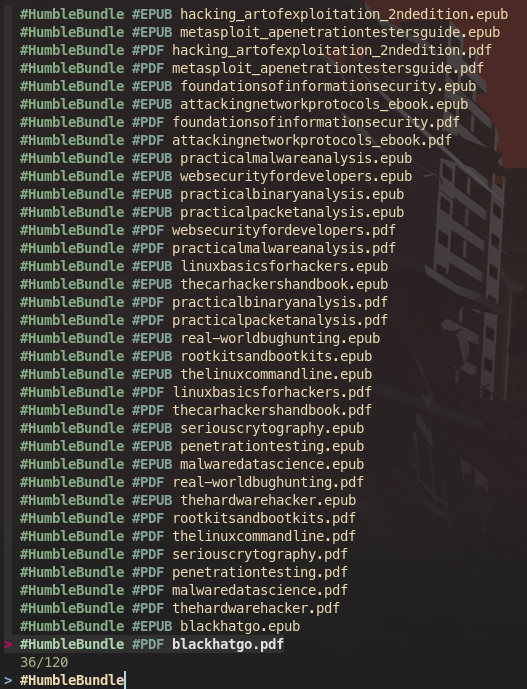 #HumbleBundle #EPUB hacking_artofexploitation_2ndedition.epub
#HumbleBundle #EPUB metasploit_apenetrationtestersguide.epub
#HumbleBundle #PDF hacking_artofexploitation_2ndedition.pdf
#HumbleBundle #PDF metasploit_apenetrationtestersguide.pdf
#HumbleBundle #EPUB foundationsofinformationsecurity.epub
#HumbleBundle #EPUB attackingnetworkprotocols_ebook.epub
#HumbleBundle #PDF foundationsofinformationsecurity.pdf
#HumbleBundle #PDF attackingnetworkprotocols_ebook.pdf
#HumbleBundle #EPUB practicalmalwareanalysis.epub
#HumbleBundle #EPUB websecurityfordevelopers.epub
#HumbleBundle #EPUB practicalbinaryanalysis.epub
#HumbleBundle #EPUB practicalpacketanalysis.epub
#HumbleBundle #PDF websecurityfordevelopers.pdf
#HumbleBundle #PDF practicalmalwareanalysis.pdf
#HumbleBundle #EPUB linuxbasicsforhackers.epub
#HumbleBundle #EPUB thecarhackershandbook.epub
#HumbleBundle #PDF practicalbinaryanalysis.pdf
#HumbleBundle #PDF practicalpacketanalysis.pdf
#HumbleBundle #EPUB real-worldbughunting.epub
#HumbleBundle #EPUB rootkitsandbootkits.epub
#HumbleBundle #EPUB thelinuxcommandline.epub
#HumbleBundle #PDF linuxbasicsforhackers.pdf
#HumbleBundle #PDF thecarhackershandbook.pdf
#HumbleBundle #EPUB seriouscrytography.epub
#HumbleBundle #EPUB penetrationtesting.epub
#HumbleBundle #EPUB malwaredatascience.epub
#HumbleBundle #PDF real-worldbughunting.pdf
#HumbleBundle #EPUB thehardwarehacker.epub
#HumbleBundle #PDF rootkitsandbootkits.pdf
#HumbleBundle #PDF thelinuxcommandline.pdf
#HumbleBundle #PDF seriouscrytography.pdf
#HumbleBundle #PDF penetrationtesting.pdf
#HumbleBundle #PDF malwaredatascience.pdf
#HumbleBundle #PDF thehardwarehacker.pdf
#HumbleBundle #EPUB blackhatgo.epub
> #HumbleBundle #PDF blackhatgo.pdf
36/120
> #HumbleBundle